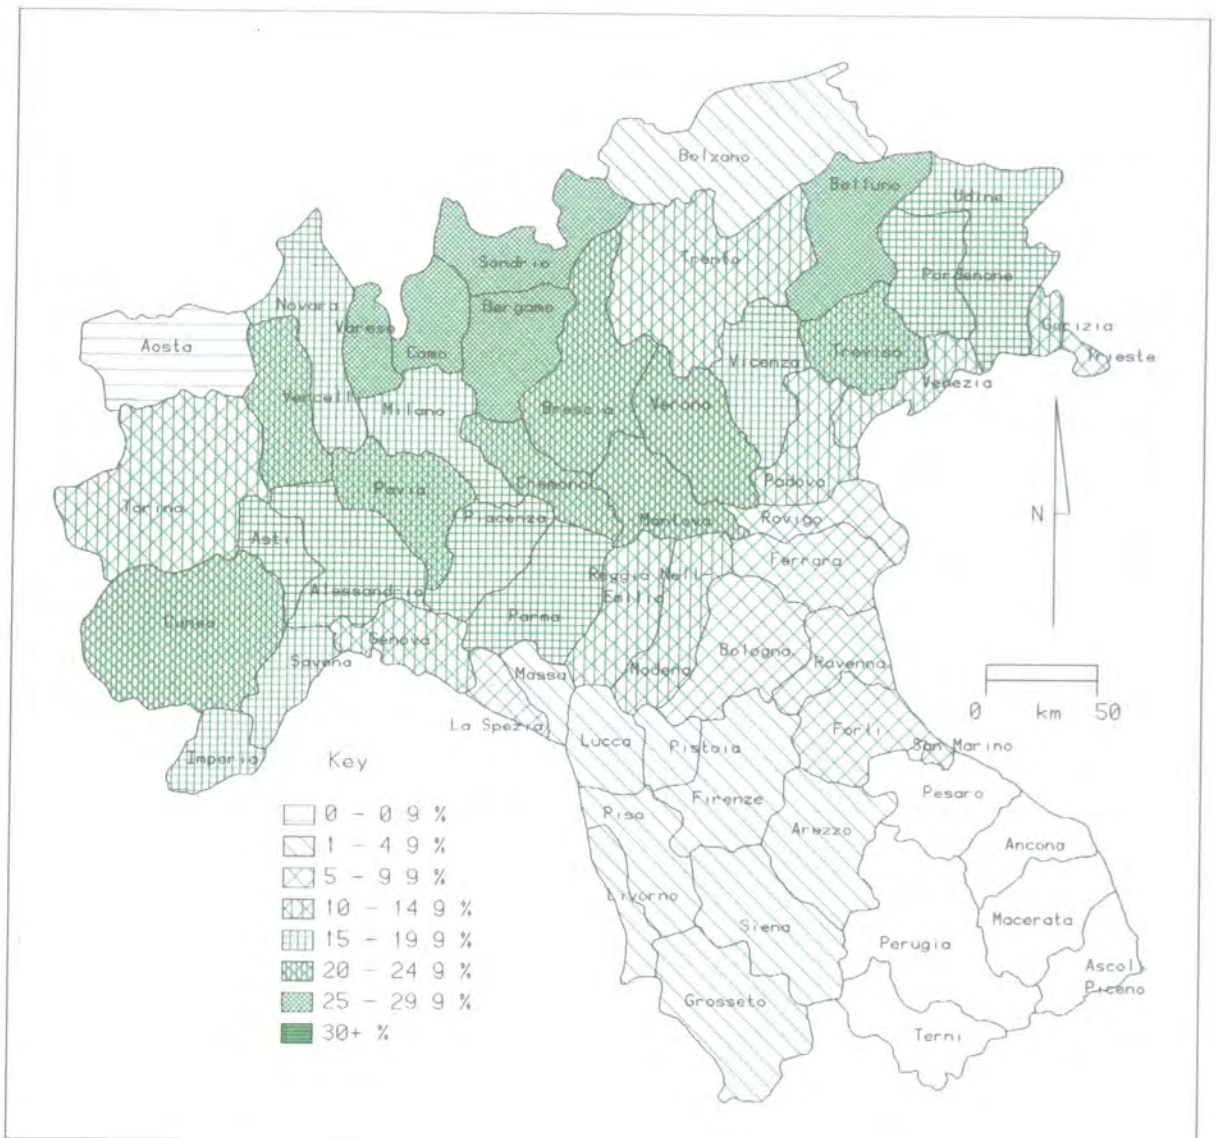 Bolzano
Belluno
Udine
Sondrio
Trento
Pordenone
Novara
Bergamo
Varese
Gorizia
Aosta
Como
Treviso
Trieste
Vicenza
Venezia
Vercelli
Milano
Brescia
Verona
Torino
Pavia
Cremona
Padova
Piacenza
Mantova
Rovigo
N
Asti
Ferrara
Reggio Nell-
Emilia
Alessandria
Parma
Cuneo
Genova
Bologna
Savona
Massa
Modena
Ravenna
La Spezia
Lucca
Pistoia
Forli
San Marino
0 km 50
Imperia
Key
Firenze
Pesaro
0 - 0 9 %
Pisa
Arezzo
Ancona
1 - 4 9 %
5 - 9 9 %
Livorno
10 - 14 9 %
Siena
Macerata
15 - 19 9 %
Perugia
20 - 24 9 %
Ascoli
Piceno
25 - 29 9 %
Grosseto
30+ %
Terni